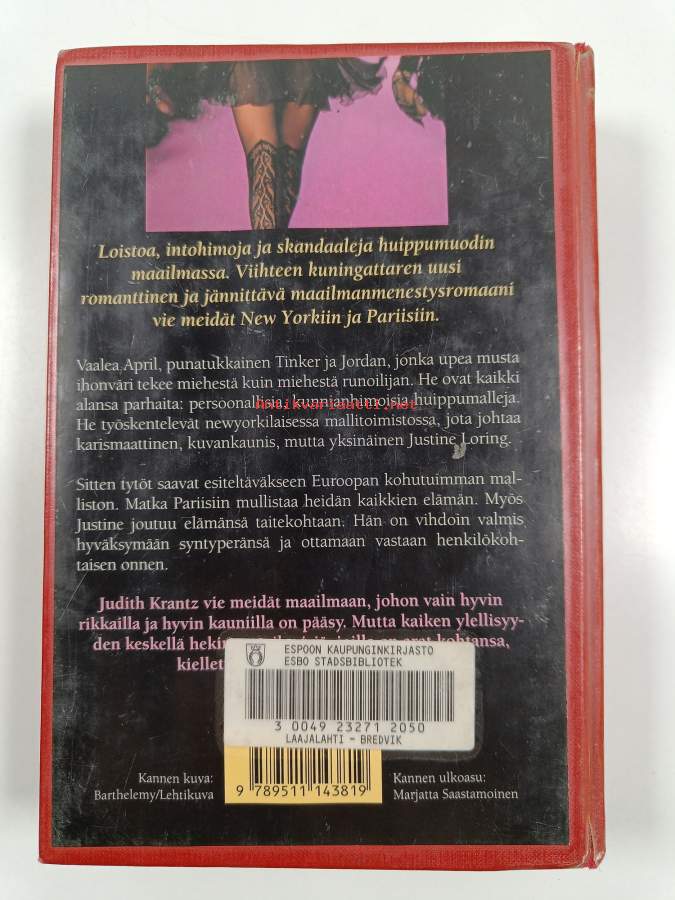 Loistoa, intohimoja ja skandaaleja huippumuodin
maailmassa. Viihteen kuningattaren uusi
romanttinen ja jännittävä maailmanmenestysromaani
vie meidät New Yorkiin ja Pariisiin.
Vaalea April, punatukkainen Tinker ja Jordan, jonka upea musta
ihonväri tekee miehestä kuin miehestä runoilijan. He ovat kaikki
alansa parhaita: persoonallisia, kunnianhimoisia huippumalleja.
Antikvariaatti.net
He työskentelevät newyorkilaisessa mallitoimistossa, jota johtaa
karismaattinen, kuvankaunis, mutta yksinäinen Justine Loring.
Sitten tytöt saavat esiteltäväkseen Euroopan kohutuimman mal-
liston. Matka Pariisiin mullistaa heidän kaikkien elämän. Myös
Justine joutuu elämänsä taitekohtaan. Hän on vihdoin valmis
hyväksymään syntyperänsä ja ottamaan vastaan henkilökoh-
taisen onnen.
Judith Krantz vie meidät maailmaan, johon vain hyvin
rikkailla ja hyvin kauniilla on pääsy. Mutta kaiken ylellisyy-
den keskellä kohtansa,
ESPOON KAUPUNGINKIRJASTO
ESBO STADSBIBLIOTEK
3 0049 23271 2050
LAAJALAHTI - BREDVIK
Kannen kuva:
Barthelemy/Lehtikuva
9 789511 143819
Kannen ulkoasu:
Marjatta Saastamoinen